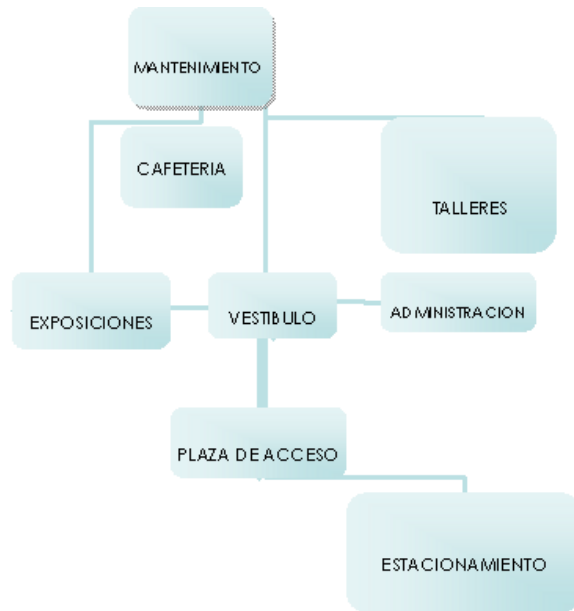 MANTENIMIENTO
CAFETERIA
TALLERES
EXPOSICIONES
VESTIBULO
ADMINISTRACION
PLAZA DE ACCESO
ESTACIONAMIENTO